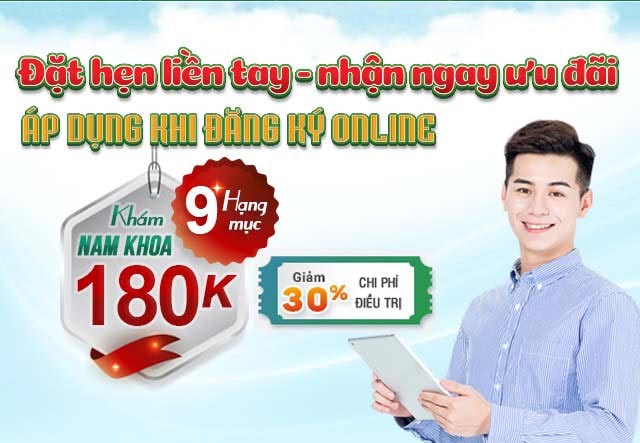 Đặt hẹn liền tay - nhận ngay ưu đãi
ÁP DỤNG KHI ĐĂNG KÝ ONLINE
9 Hạng mục
Khám
NAM KHOA
180K
Giảm
30%
CHI PHÍ
ĐIỀU TRỊ